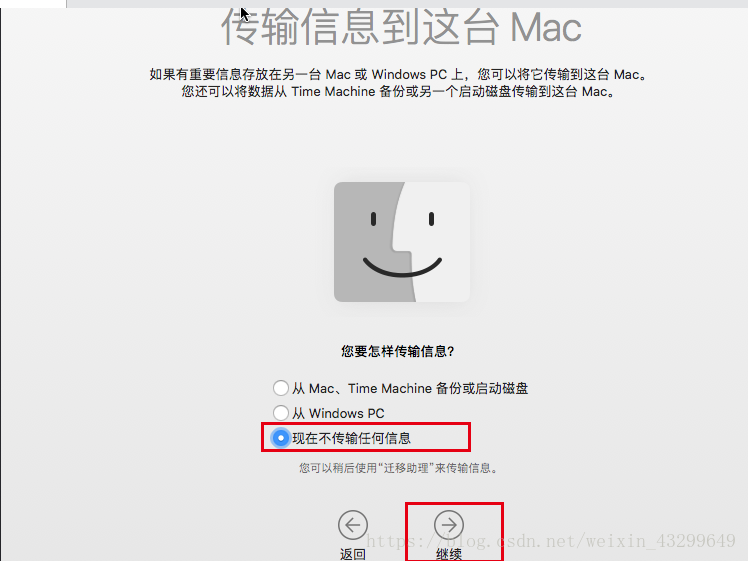 传输信息到这台 Mac
如果有重要信息存放在另一台 Mac 或 Windows PC 上，您可以将它传输到这台 Mac。
您还可以将数据从 Time Machine 备份或另一个启动磁盘传输到这台 Mac。
您要怎样传输信息?
从 Mac、Time Machine 备份或启动磁盘
从 Windows PC
现在不传输任何信息
您可以稍后使用“迁移助理”来传输信息。
https://blog.csdn.net/weixin_43299649
返回
继续